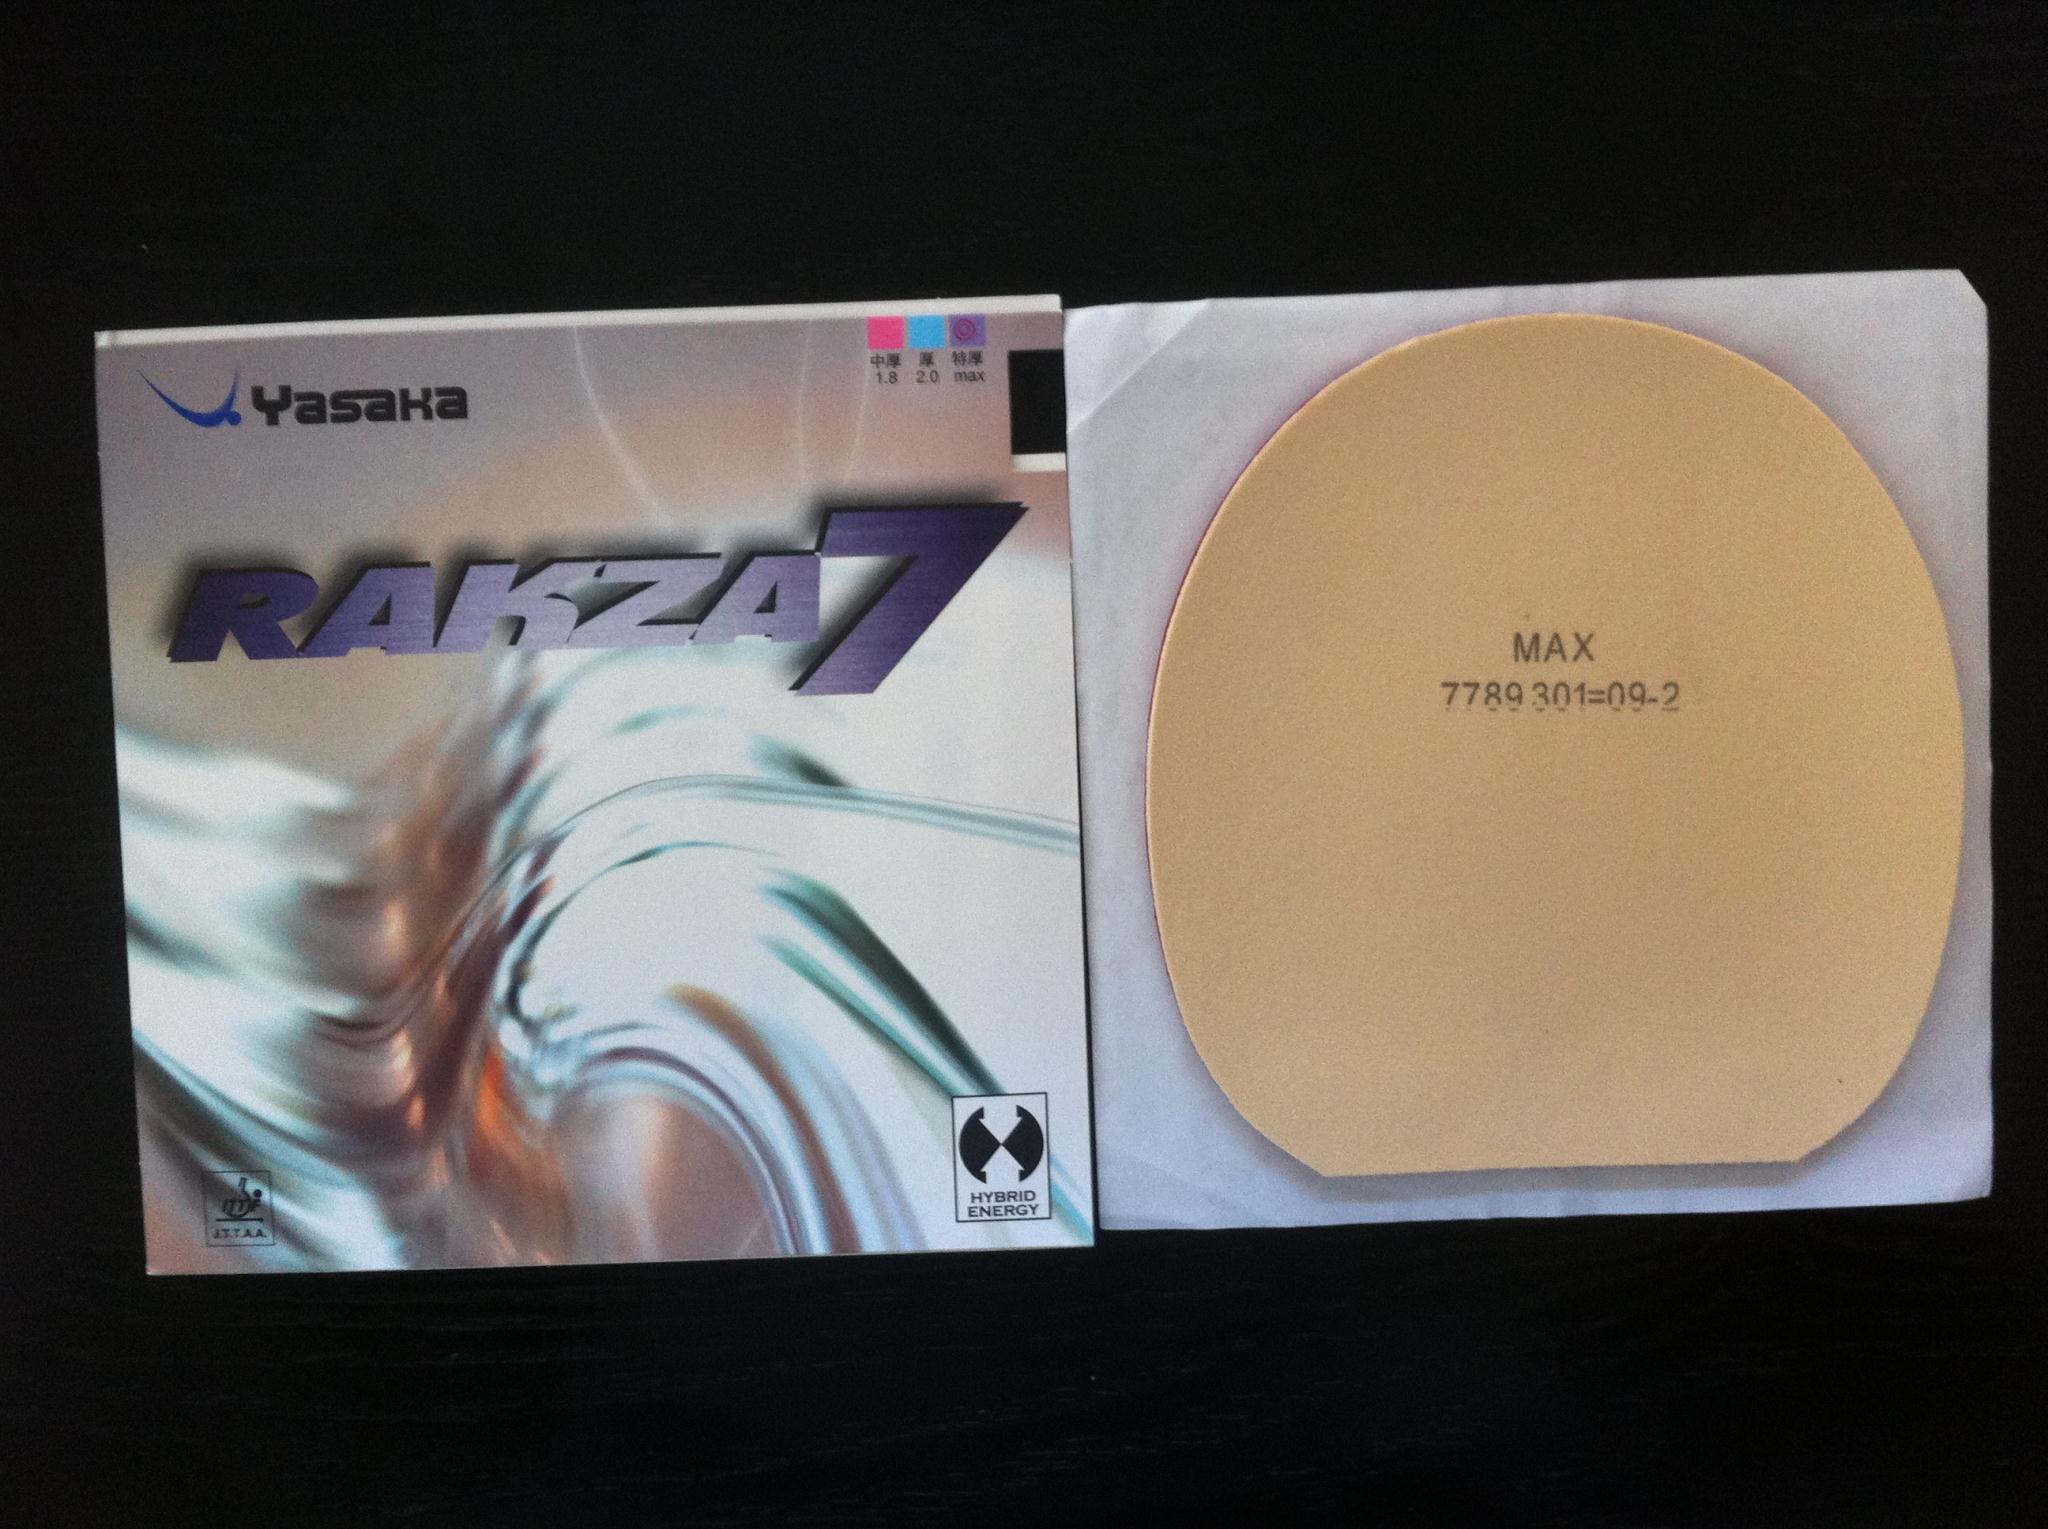 Yasaka
中厚 厚 特厚
1.8 2.0 max
RAKZA7
ITTF
J.T.T.A.A.
HYBRID
ENERGY
MAX
7789 301=09-2